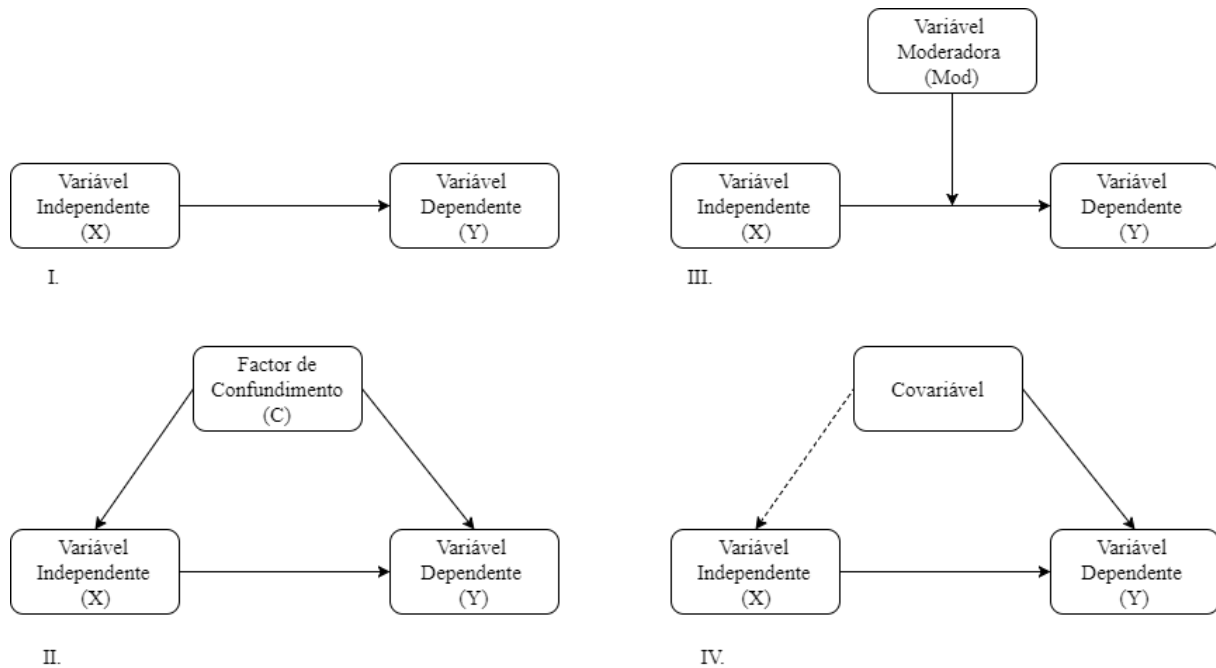 Variável
Independente
(X)
Variável
Dependente
(Y)
I.
Variável
Moderadora
(Mod)
Variável
Independente
(X)
Variável
Dependente
(Y)
III.
Factor de
Confundimento
(C)
Variável
Independente
(X)
Variável
Dependente
(Y)
II.
Covariável
Variável
Independente
(X)
Variável
Dependente
(Y)
IV.